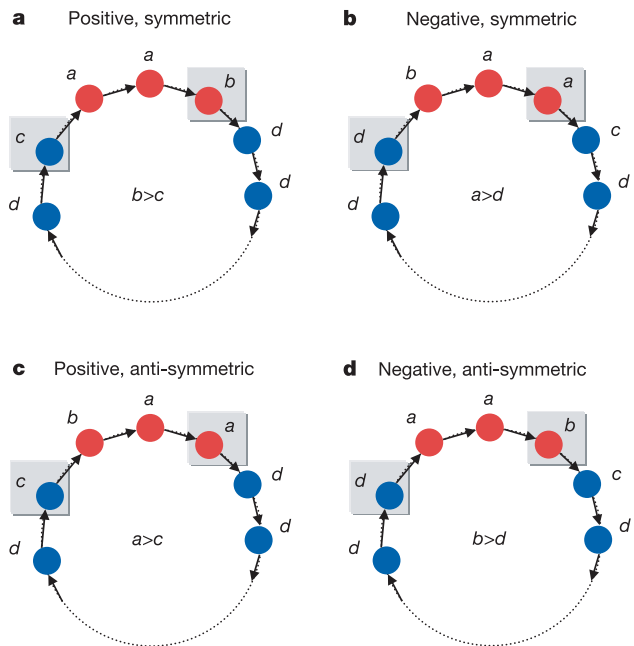 a Positive, symmetric
a
a
b
c
d
d
d
b>c
b Negative, symmetric
a
b
a
d
c
d
d
a>d
c Positive, anti-symmetric
a
b
a
c
d
d
d
a>c
d Negative, anti-symmetric
a
a
b
d
c
d
d
b>d